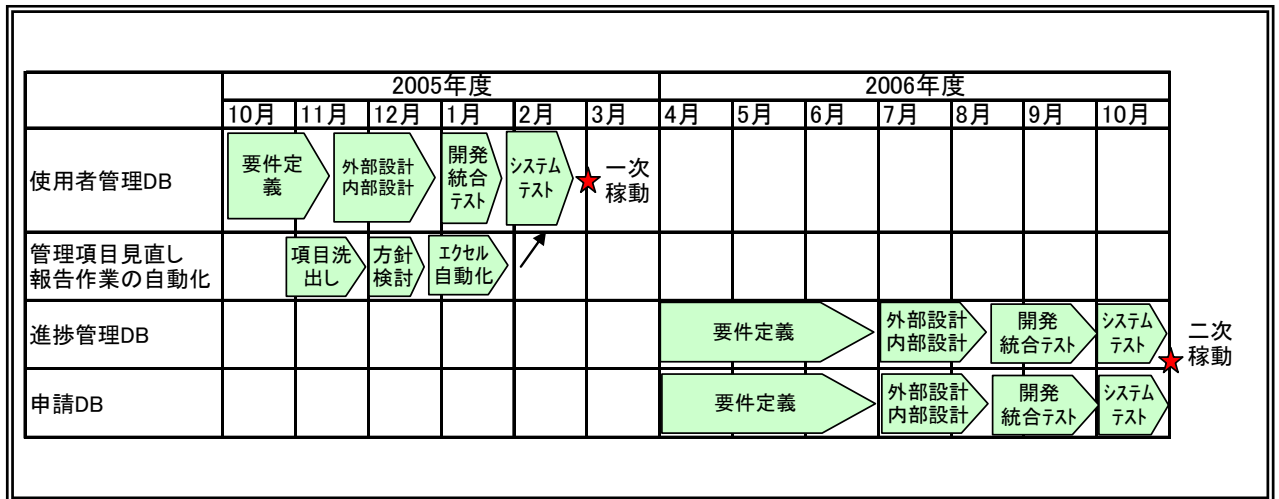 2005年度 2006年度
10月 11月 12月 1月 2月 3月 4月 5月 6月 7月 8月 9月 10月
使用者管理DB
要件定
義
外部設計
内部設計
開発
統合
テスト
システム
テスト
一次
稼動
管理項目見直し
報告作業の自動化
項目洗
出し
方針
検討
エクセル
自動化
進捗管理DB
要件定義
外部設計
内部設計
開発
統合テスト
システム
テスト
二次
稼動
申請DB
要件定義
外部設計
内部設計
開発
統合テスト
システム
テスト